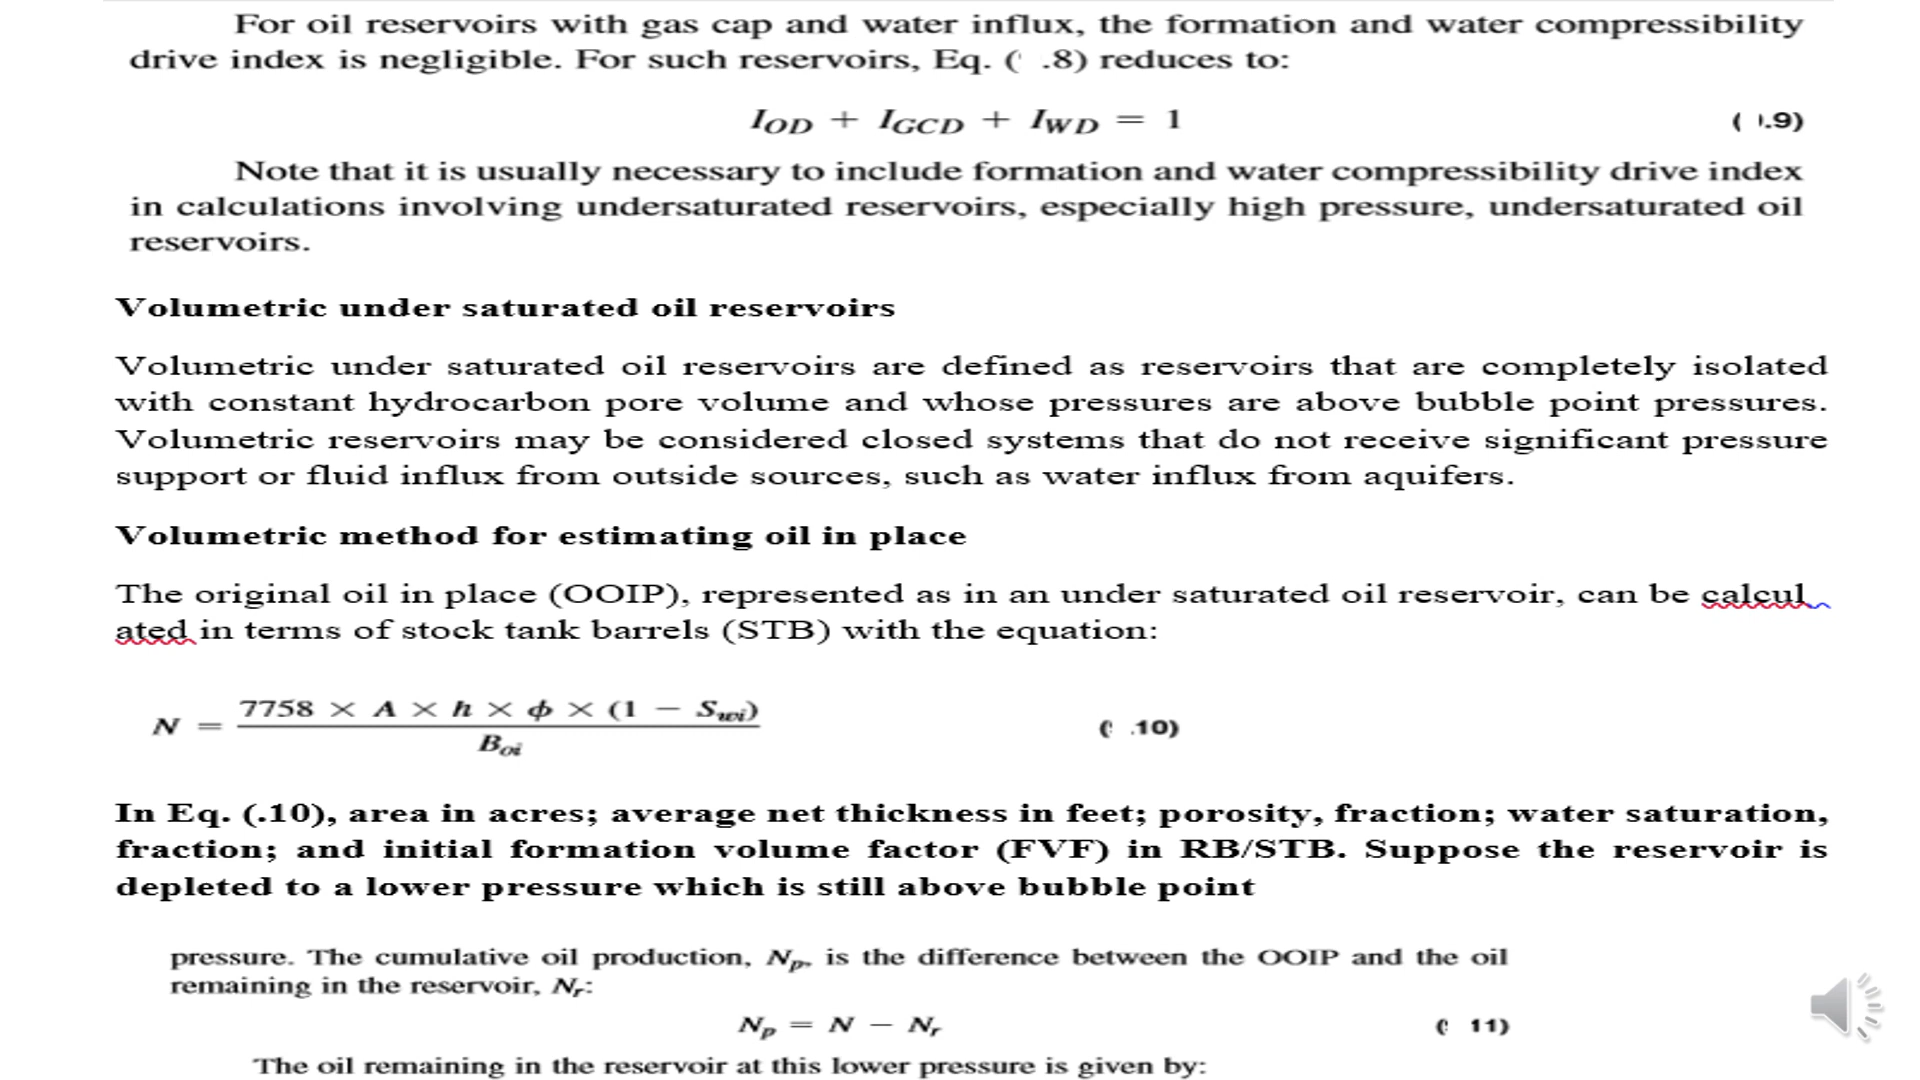 For oil reservoirs with gas cap and water influx, the formation and water compressibility
drive index is negligible. For such reservoirs, Eq. ( .8) reduces to:
I_OD + I_GCD + I_WD = 1 ( .9)
Note that it is usually necessary to include formation and water compressibility drive index
in calculations involving undersaturated reservoirs, especially high pressure, undersaturated oil
reservoirs.
Volumetric under saturated oil reservoirs
Volumetric under saturated oil reservoirs are defined as reservoirs that are completely isolated
with constant hydrocarbon pore volume and whose pressures are above bubble point pressures.
Volumetric reservoirs may be considered closed systems that do not receive significant pressure
support or fluid influx from outside sources, such as water influx from aquifers.
Volumetric method for estimating oil in place
The original oil in place (OOIP), represented as in an under saturated oil reservoir, can be calcul
ated in terms of stock tank barrels (STB) with the equation:
N = 7758 × A × h × ϕ × (1 − S_wi) / B_oi ( .10)
In Eq. (.10), area in acres; average net thickness in feet; porosity, fraction; water saturation,
fraction; and initial formation volume factor (FVF) in RB/STB. Suppose the reservoir is
depleted to a lower pressure which is still above bubble point
pressure. The cumulative oil production, N_p, is the difference between the OOIP and the oil
remaining in the reservoir, N_r:
N_p = N − N_r ( 11)
The oil remaining in the reservoir at this lower pressure is given by: